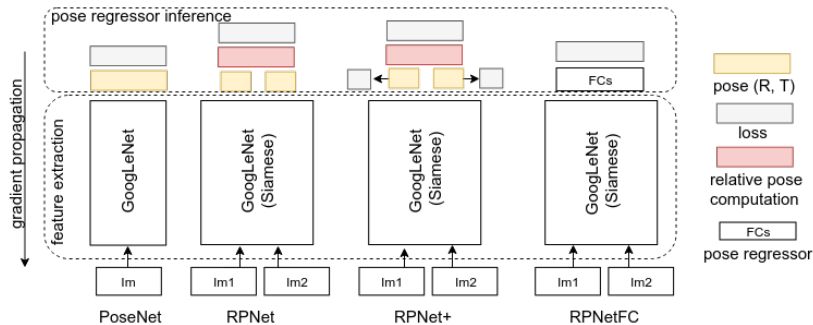 pose regressor inference
FCs
gradient propagation
feature extraction
GoogLeNet
GoogLeNet
(Siamese)
GoogLeNet
(Siamese)
GoogLeNet
(Siamese)
Im
Im1
Im2
Im1
Im2
Im1
Im2
PoseNet
RPNet
RPNet+
RPNetFC
pose (R, T)
loss
relative pose
computation
FCs
pose regressor